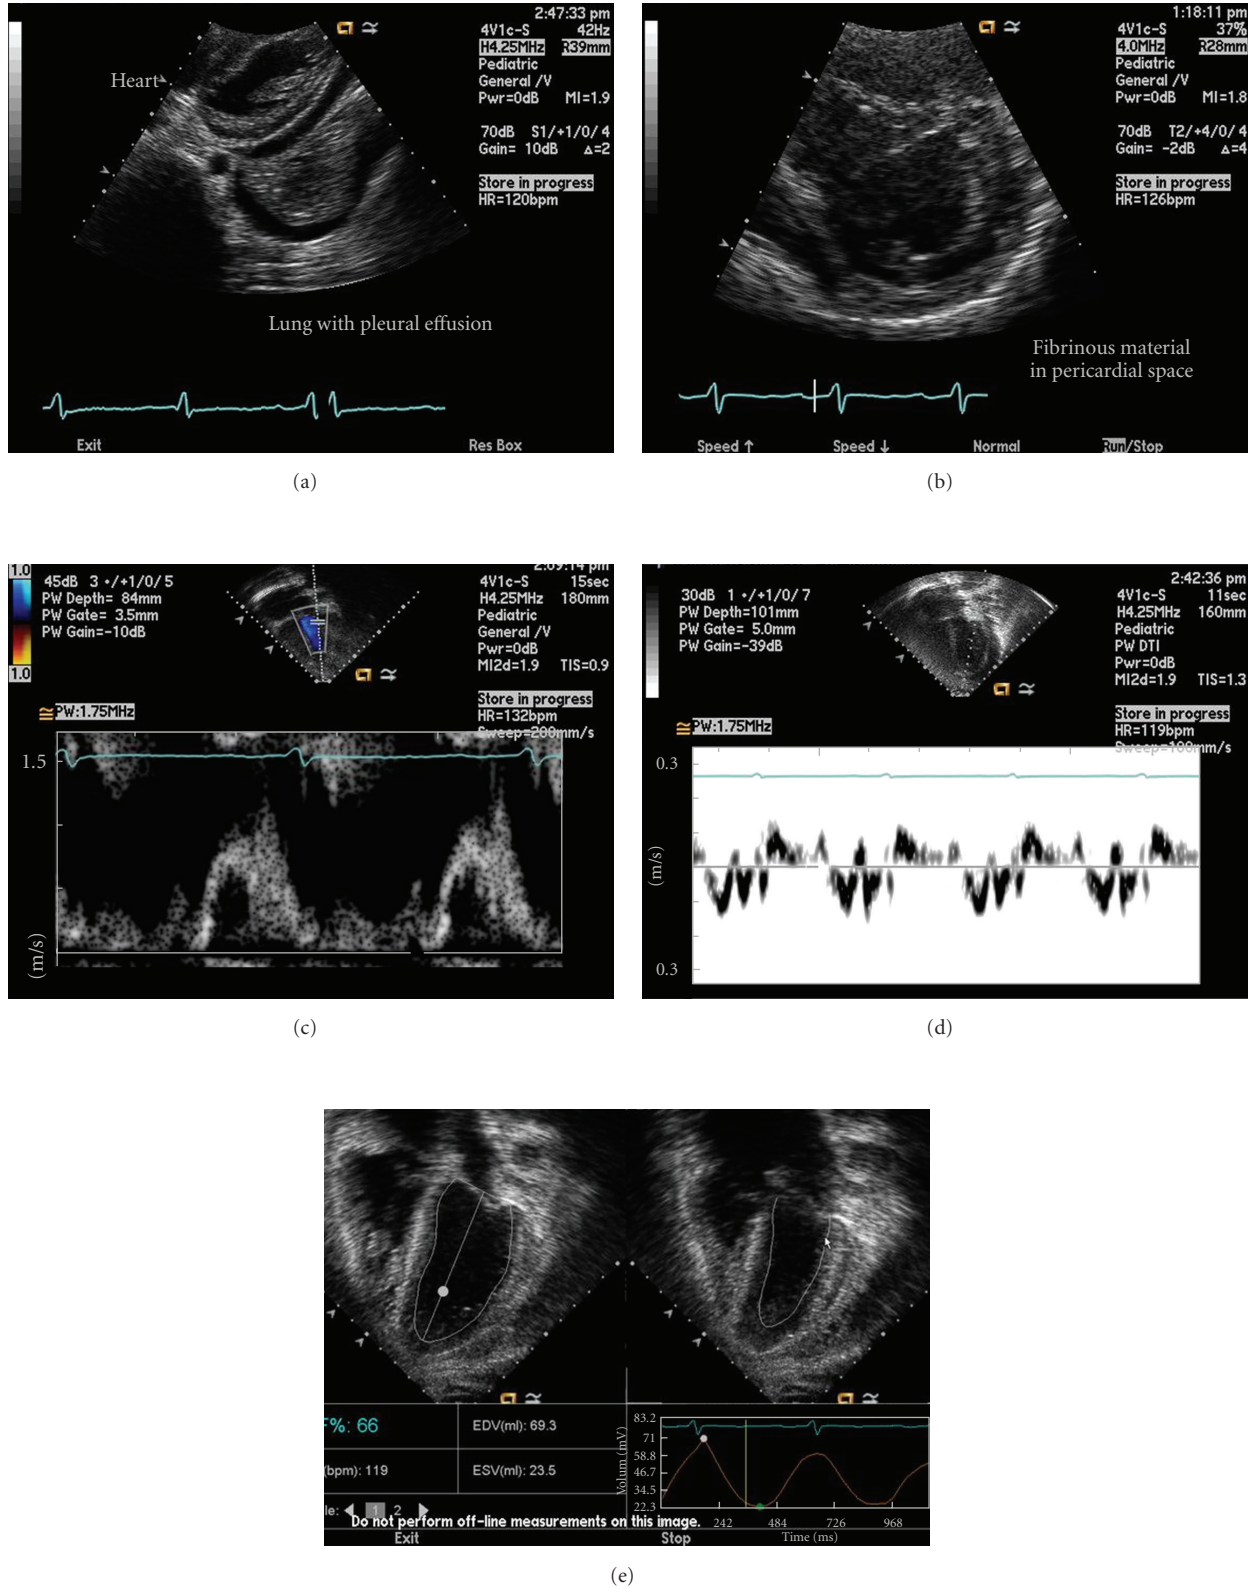 2:47:33 pm
4V1c-S 42Hz
H4.25MHz R39mm
Pediatric
General /V
Pwr=0dB MI=1.9
70dB S1/+1/0/4
Gain= 10dB Δ=2
Store in progress
HR=120bpm
Heart
Lung with pleural effusion
Exit Res Box
(a)
1:18:11 pm
4V1c-S 37%
4.0MHz R28mm
Pediatric
General /V
Pwr=0dB MI=1.8
70dB T2/+4/0/4
Gain= -2dB Δ=4
Store in progress
HR=126bpm
Fibrinous material
in pericardial space
Speed ↑ Speed ↓ Normal Run/Stop
(b)
1.0
1.0
45dB 3 •/+1/0/5
PW Depth= 84mm
PW Gate= 3.5mm
PW Gain=-10dB
4V1c-S 15sec
H4.25MHz 180mm
Pediatric
General /V
Pwr=0dB
MI2d=1.9 TIS=0.9
Store in progress
HR=132bpm
Sweep=200mm/s
PW:1.75MHz
1.5
(m/s)
(c)
2:42:36 pm
30dB 1 •/+1/0/7
PW Depth=101mm
PW Gate= 5.0mm
PW Gain=-39dB
4V1c-S 11sec
H4.25MHz 160mm
Pediatric
PW DTI
Pwr=0dB
MI2d=1.9 TIS=1.3
Store in progress
HR=119bpm
Sweep=100mm/s
PW:1.75MHz
0.3
(m/s)
0.3
(d)
F%: 66
EDV(ml): 69.3
(bpm): 119
ESV(ml): 23.5
le: 1 2
Volum (mV)
83.2
71
58.8
46.7
34.5
22.3
242 484 726 968
Time (ms)
Do not perform off-line measurements on this image.
Exit Stop
(e)